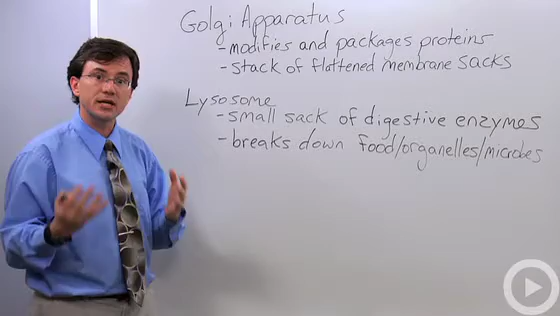 Golgi Apparatus
- modifies and packages proteins
- stack of flattened membrane sacks
Lysosome
- small sack of digestive enzymes
- breaks down food/organelles/microbes